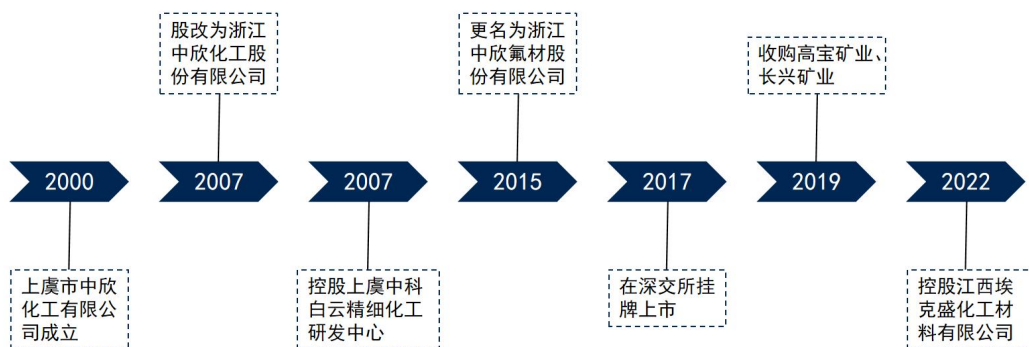 股改为浙江
中欣化工股
份有限公司
更名为浙江
中欣氟材股
份有限公司
收购高宝矿业、
长兴矿业
2000
2007
2007
2015
2017
2019
2022
上虞市中欣
化工有限公
司成立
控股上虞中科
白云精细化工
研发中心
在深交所挂
牌上市
控股江西埃
克盛化工材
料有限公司